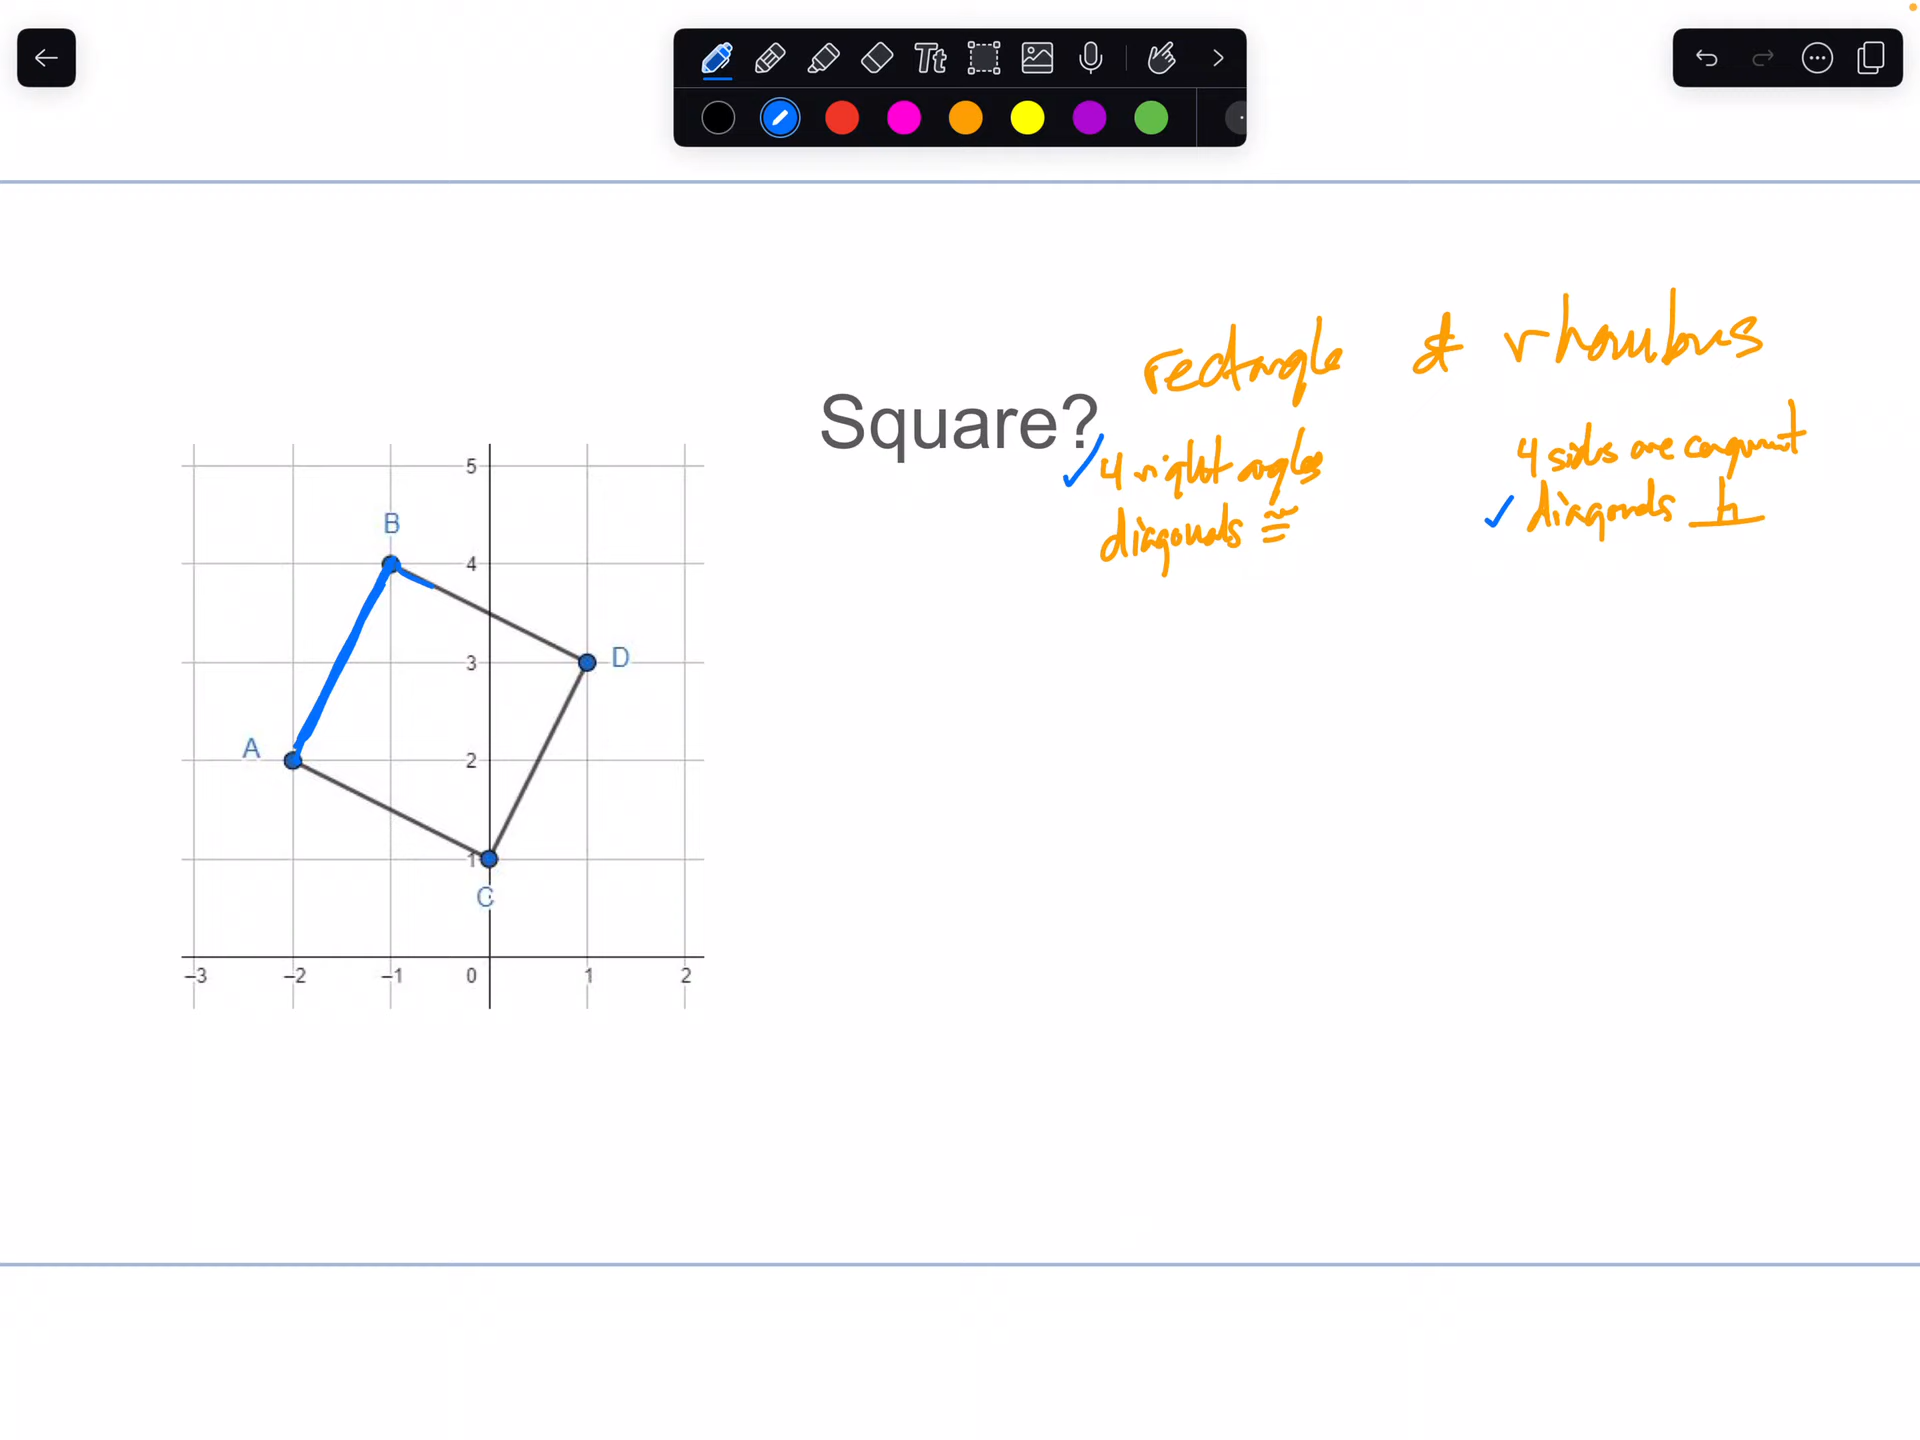 Tt
rectangle & rhombus
Square?
4 right angles
diagonals ≅
4 sides are congruent
diagonals ⊥
5
B
4
3
D
A
2
1
C
–3 –2 –1 0 1 2